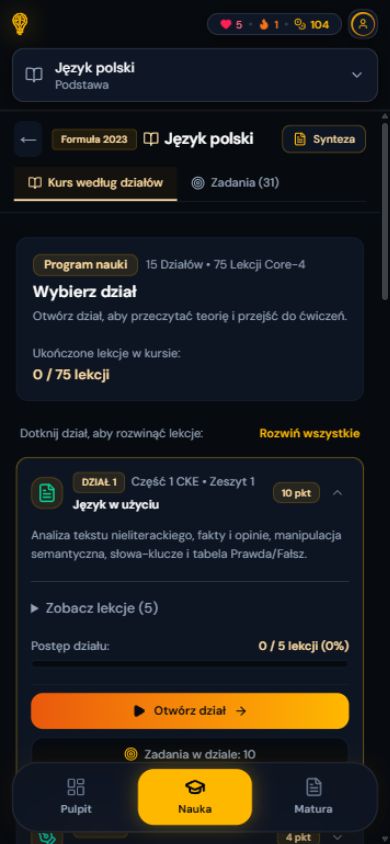 5 • 1 • 104
Język polski
Podstawa
← Formuła 2023 Język polski Synteza
Kurs według działów Zadania (31)
Program nauki 15 Działów • 75 Lekcji Core-4
Wybierz dział
Otwórz dział, aby przeczytać teorię i przejść do ćwiczeń.
Ukończone lekcje w kursie:
0 / 75 lekcji
Dotknij dział, aby rozwinąć lekcje: Rozwiń wszystkie
DZIAŁ 1 Część 1 CKE • Zeszyt 1
Język w użyciu
10 pkt
Analiza tekstu nieliterackiego, fakty i opinie, manipulacja
semantyczna, słowa-klucze i tabela Prawda/Fałsz.
Zobacz lekcje (5)
Postęp działu: 0 / 5 lekcji (0%)
Otwórz dział →
Zadania w dziale: 10
Pulpit Nauka Matura
4 pkt